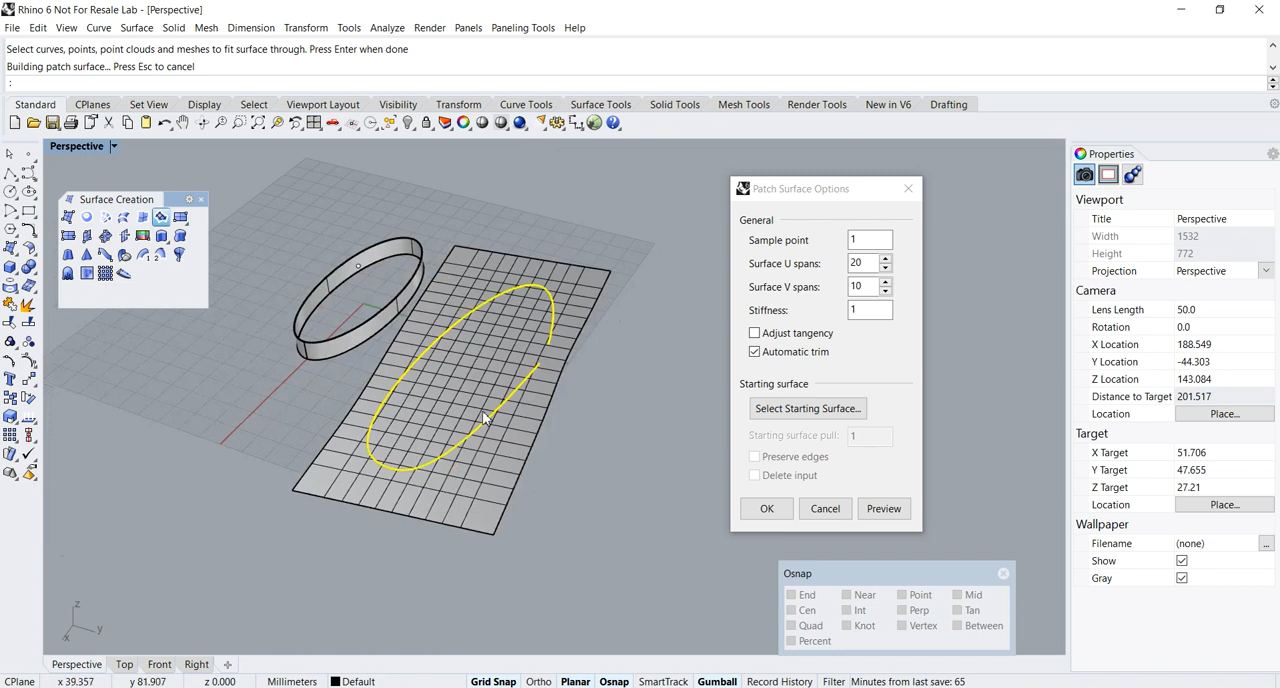 Rhino 6 Not For Resale Lab - [Perspective]
File Edit View Curve Surface Solid Mesh Dimension Transform Tools Analyze Render Panels Paneling Tools Help
Select curves, points, point clouds and meshes to fit surface through. Press Enter when done
Building patch surface... Press Esc to cancel
:
Standard CPlanes Set View Display Select Viewport Layout Visibility Transform Curve Tools Surface Tools Solid Tools Mesh Tools Render Tools New in V6 Drafting
Perspective
Surface Creation
Patch Surface Options
General
Sample point 1
Surface U spans: 20
Surface V spans: 10
Stiffness: 1
Adjust tangency
Automatic trim
Starting surface
Select Starting Surface...
Starting surface pull: 1
Preserve edges
Delete input
OK Cancel Preview
Osnap
End Near Point Mid
Cen Int Perp Tan
Quad Knot Vertex Between
Percent
Properties
Viewport
Title Perspective
Width 1532
Height 772
Projection Perspective
Camera
Lens Length 50.0
Rotation 0.0
X Location 188.549
Y Location -44.303
Z Location 143.084
Distance to Target 201.517
Location Place...
Target
X Target 51.706
Y Target 47.655
Z Target 27.21
Location Place...
Wallpaper
Filename (none) ...
Show
Gray
z
y
x
Perspective Top Front Right
CPlane x 39.357 y 81.907 z 0.000 Millimeters Default Grid Snap Ortho Planar Osnap SmartTrack Gumball Record History Filter Minutes from last save: 65